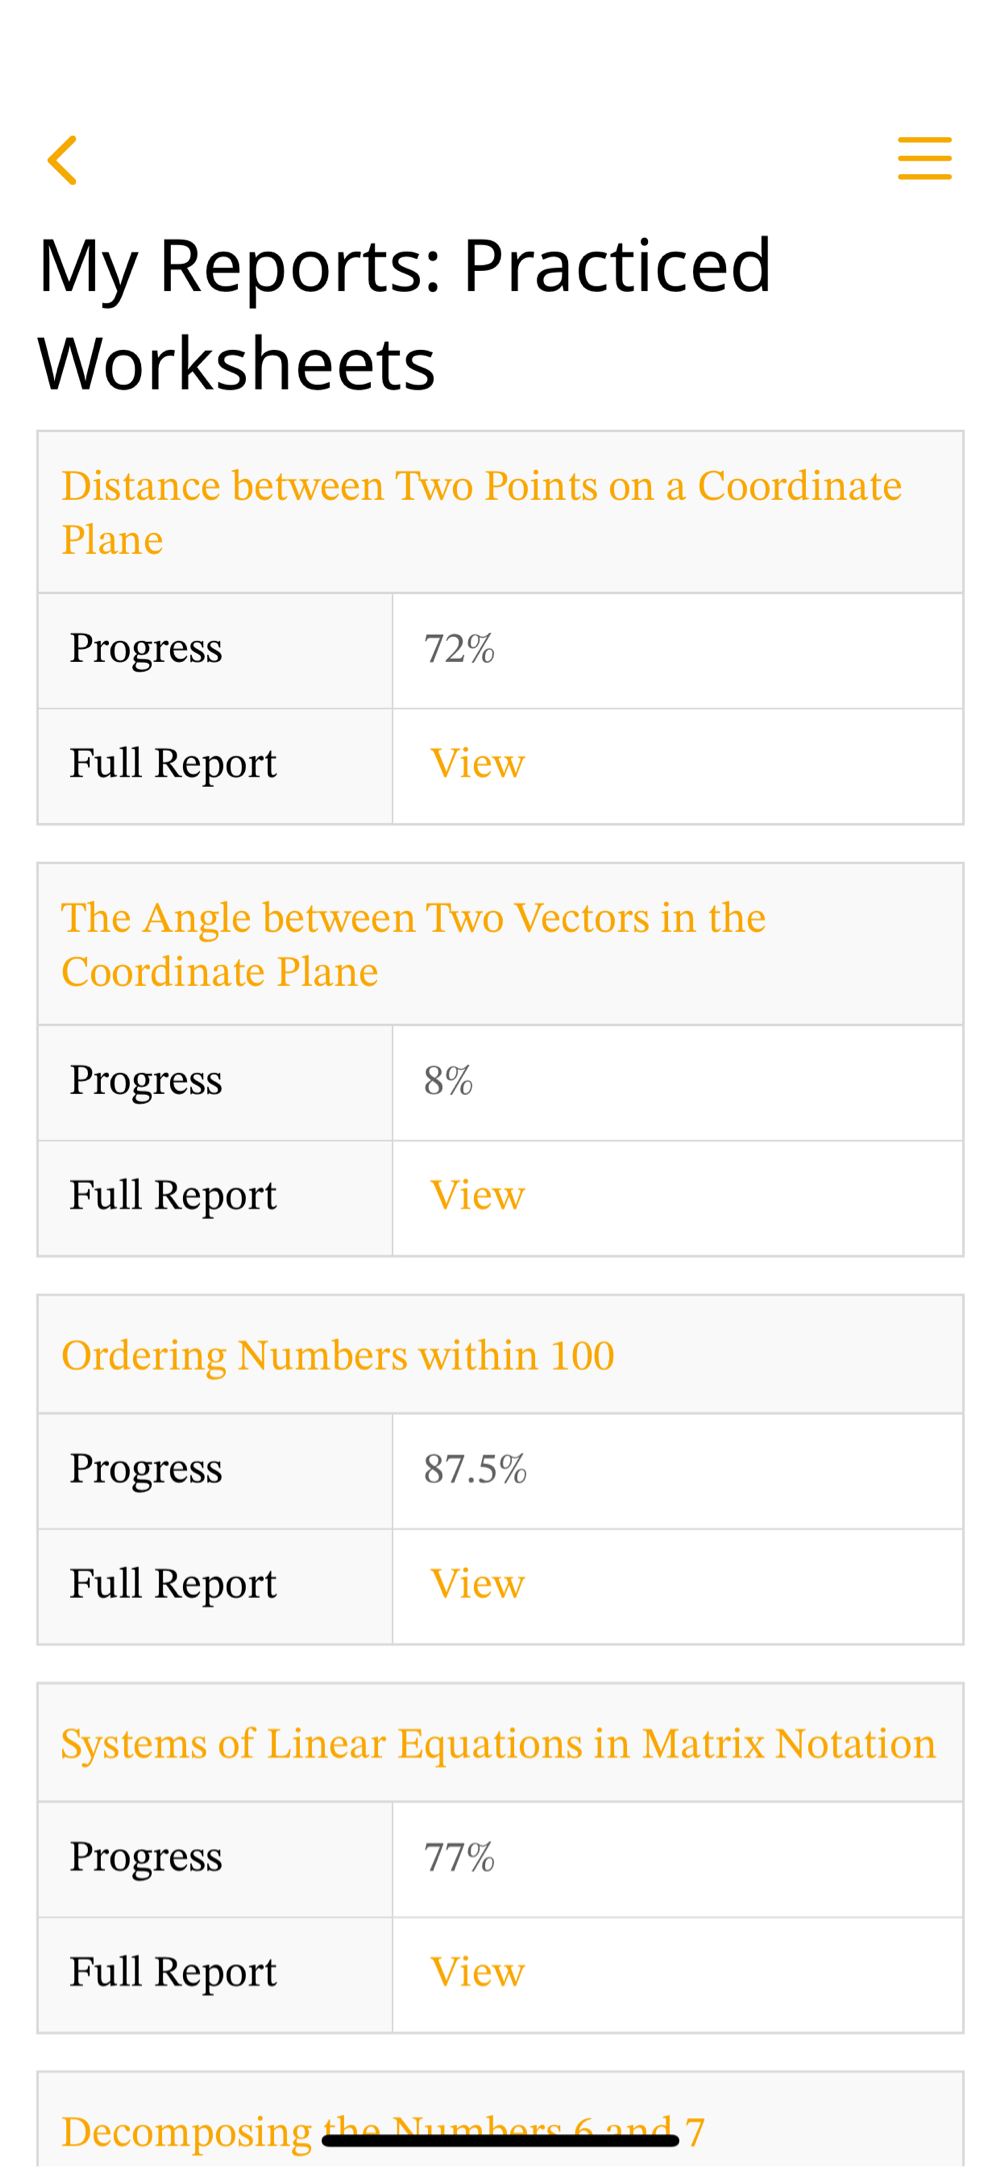 My Reports: Practiced
Worksheets
Distance between Two Points on a Coordinate
Plane
Progress 72%
Full Report View
The Angle between Two Vectors in the
Coordinate Plane
Progress 8%
Full Report View
Ordering Numbers within 100
Progress 87.5%
Full Report View
Systems of Linear Equations in Matrix Notation
Progress 77%
Full Report View
Decomposing the Numbers 6 and 7